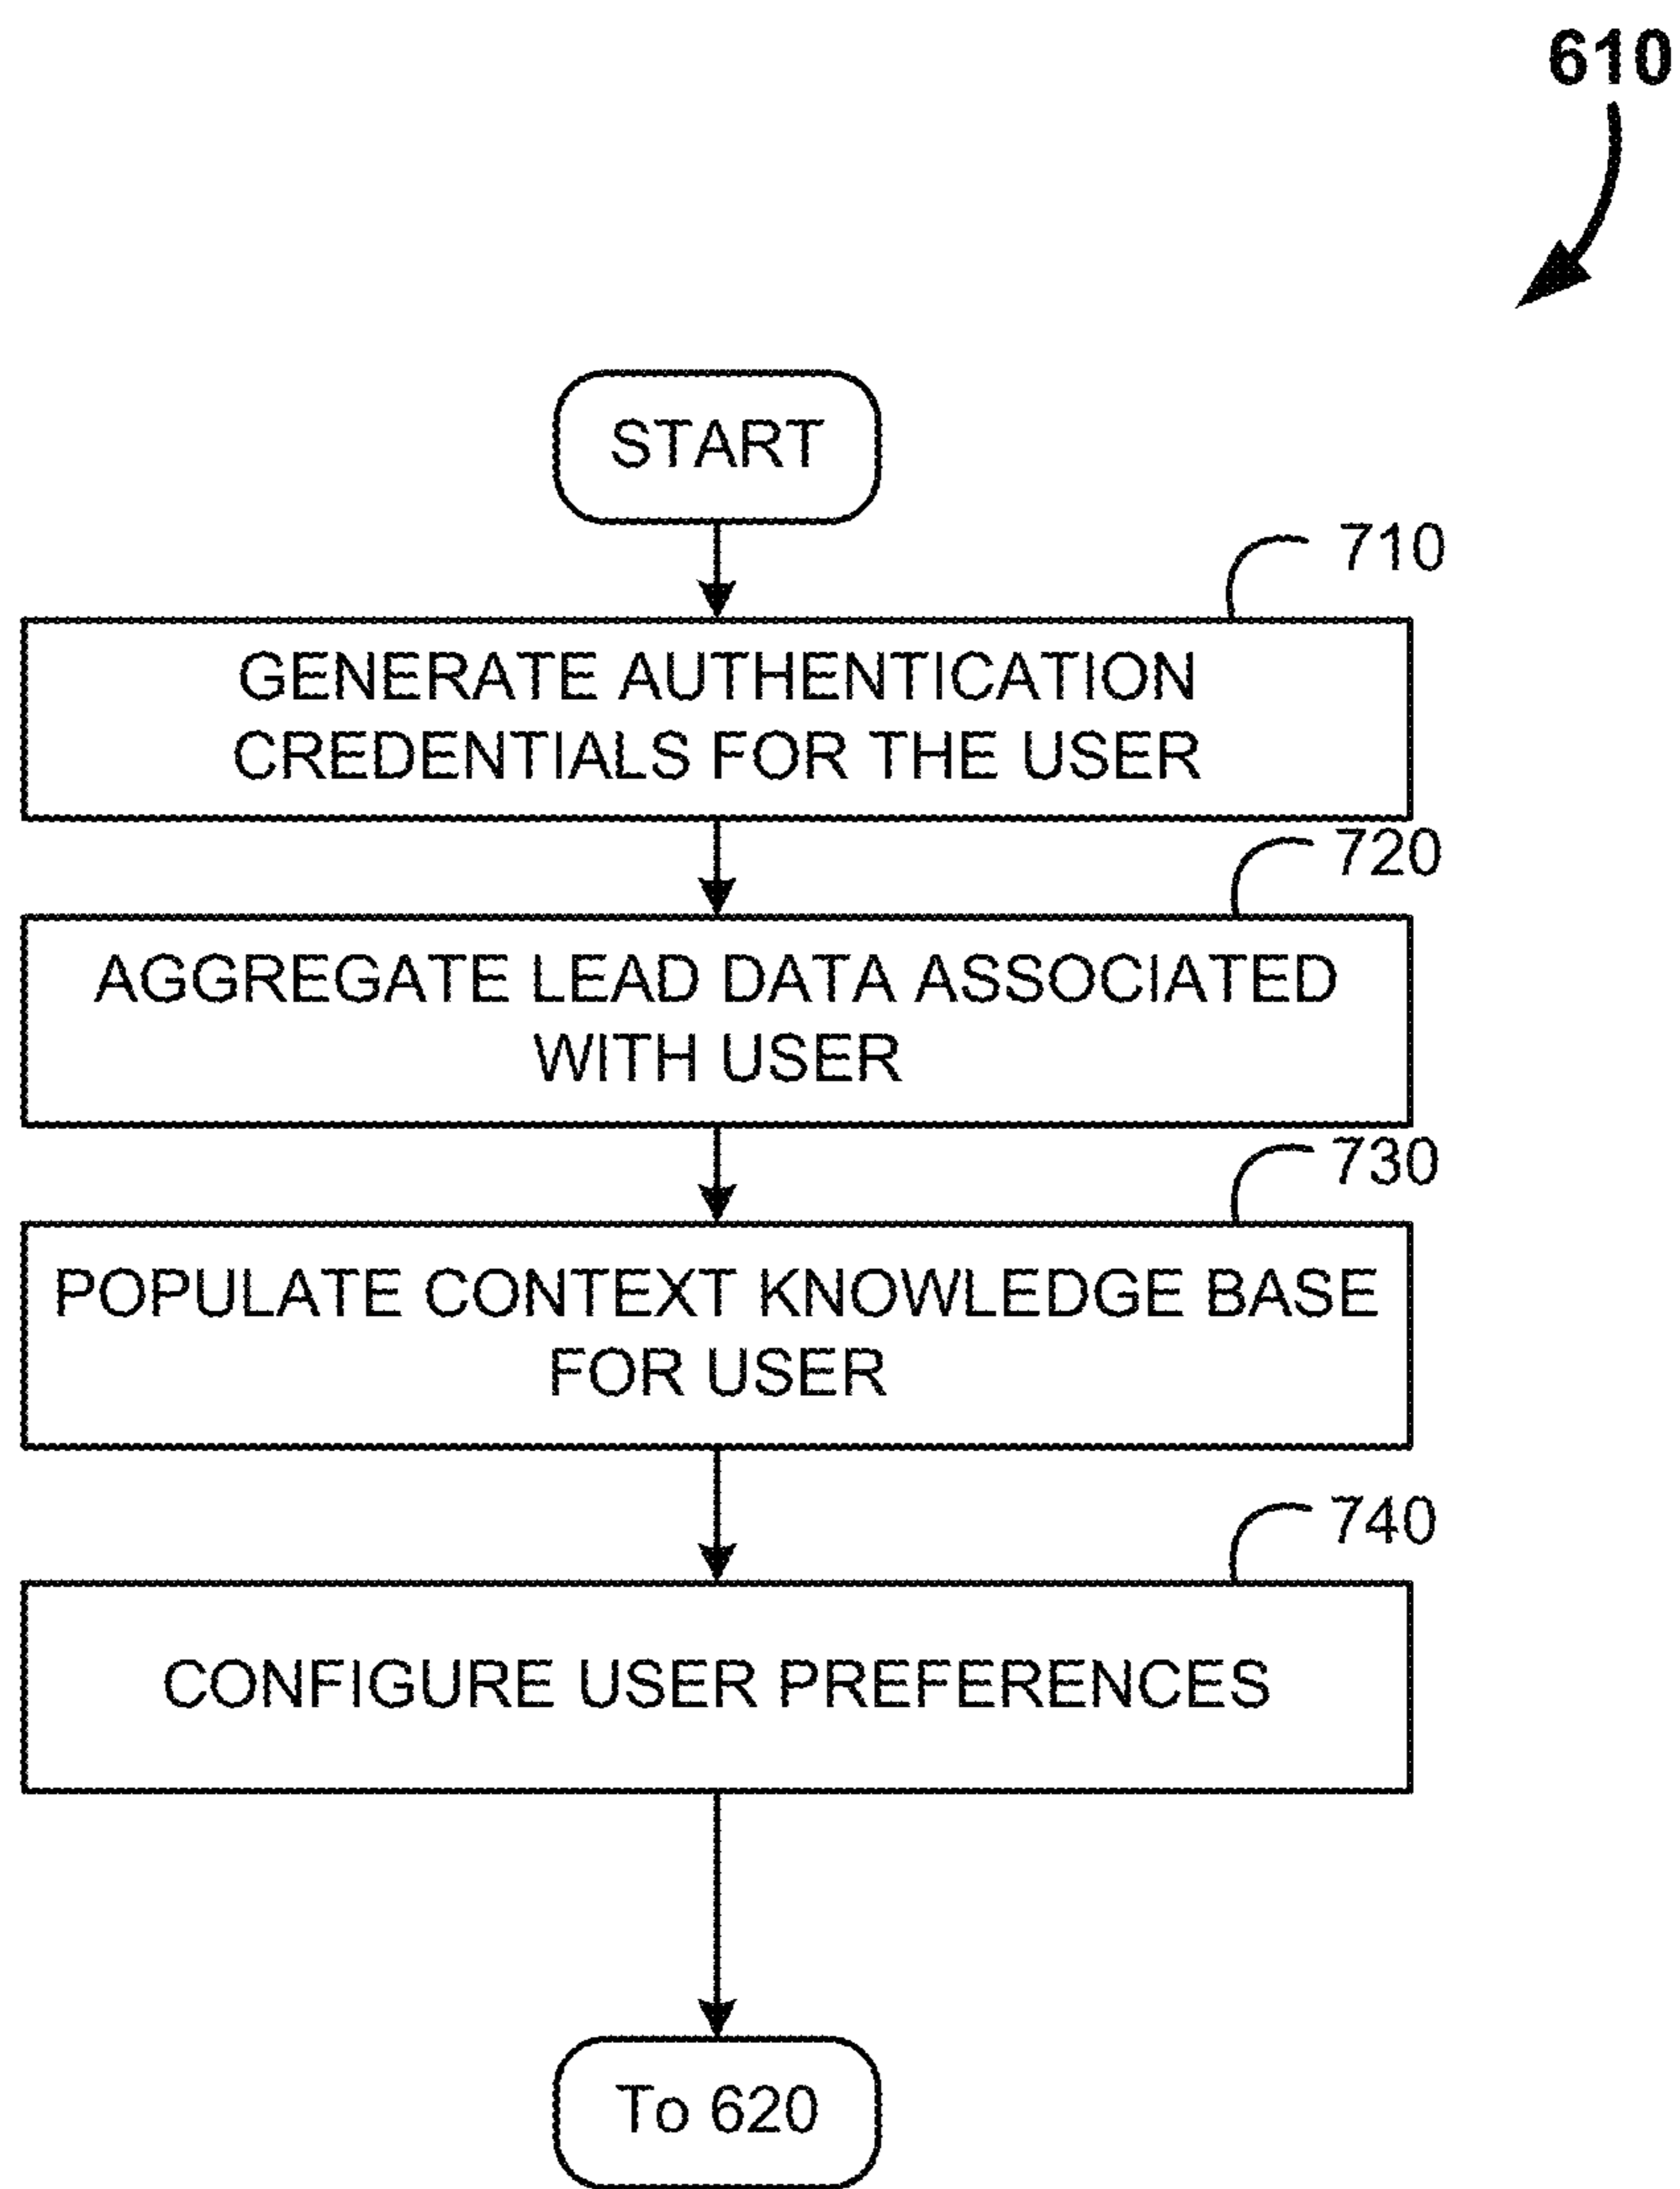 610
START
710
GENERATE AUTHENTICATION
CREDENTIALS FOR THE USER
720
AGGREGATE LEAD DATA ASSOCIATED
WITH USER
730
POPULATE CONTEXT KNOWLEDGE BASE
FOR USER
740
CONFIGURE USER PREFERENCES
To 620